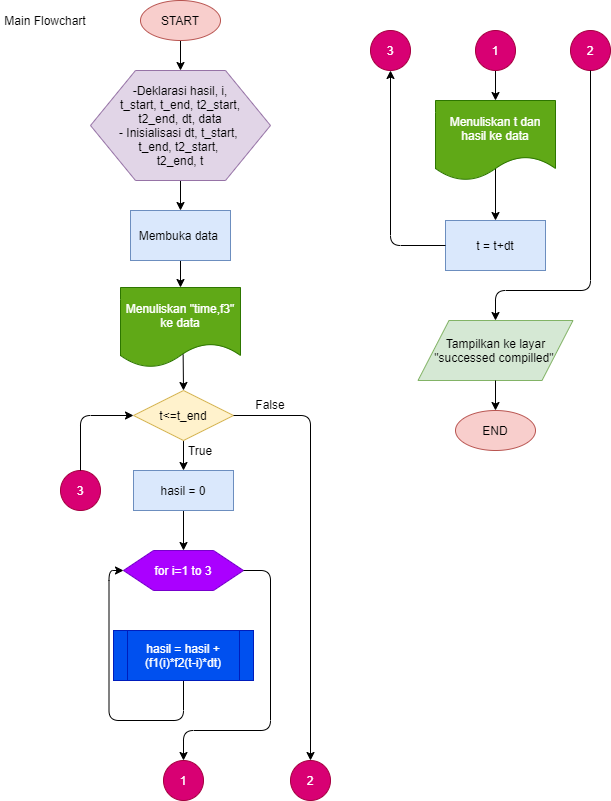 Main Flowchart
START
-Deklarasi hasil, i,
t_start, t_end, t2_start,
t2_end, dt, data
- Inisialisasi dt, t_start,
t_end, t2_start,
t2_end, t
Membuka data
Menuliskan "time,f3"
ke data
t<=t_end
False
True
3
hasil = 0
for i=1 to 3
hasil = hasil +
(f1(i)*f2(t-i)*dt)
1
2
3
1
2
Menuliskan t dan
hasil ke data
t = t+dt
Tampilkan ke layar
"successed compilled"
END